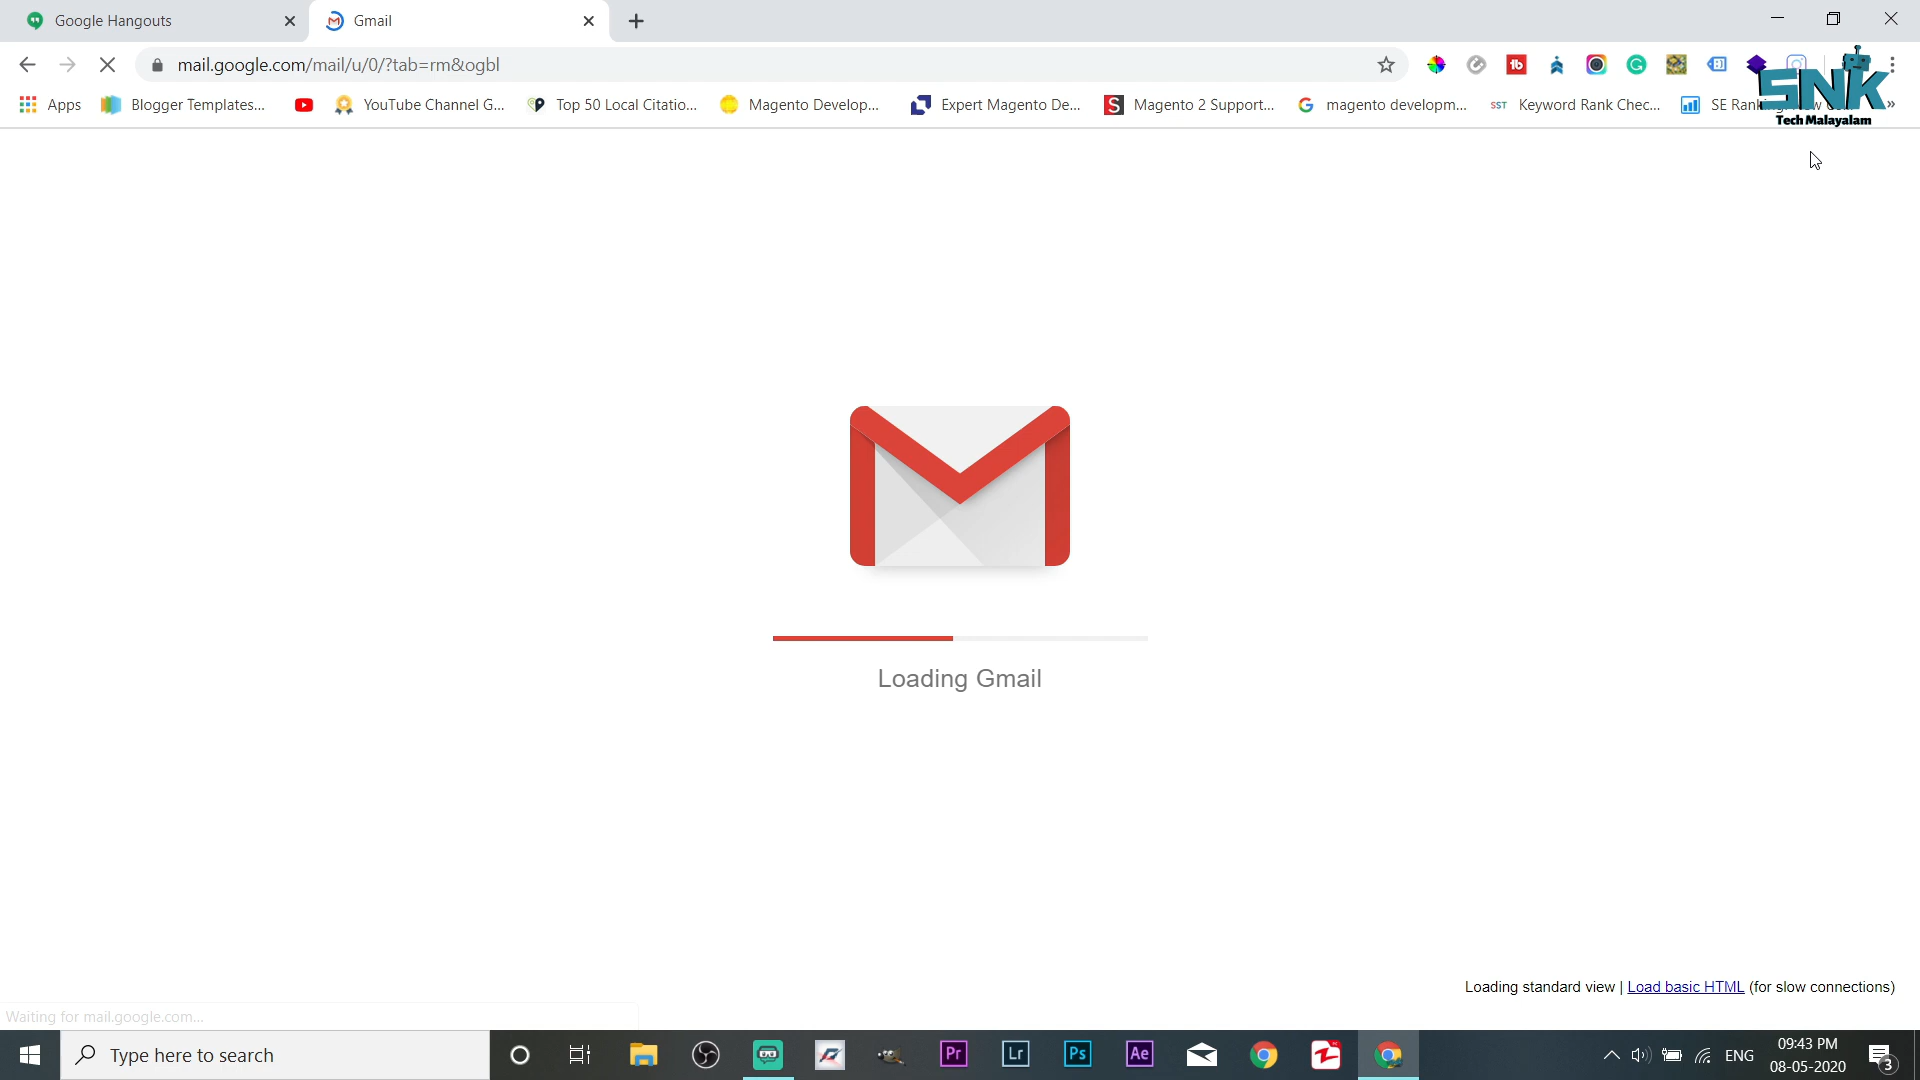 Google Hangouts
Gmail
mail.google.com/mail/u/0/?tab=rm&ogbl
SNK
Tech Malayalam
Apps
Blogger Templates...
YouTube Channel G...
Top 50 Local Citatio...
Magento Develop...
Expert Magento De...
Magento 2 Support...
magento developm...
SST Keyword Rank Chec...
Loading Gmail
Loading standard view | Load basic HTML (for slow connections)
Waiting for mail.google.com...
Type here to search
Pr
Lr
Ps
Ae
ENG
09:43 PM
08-05-2020
3